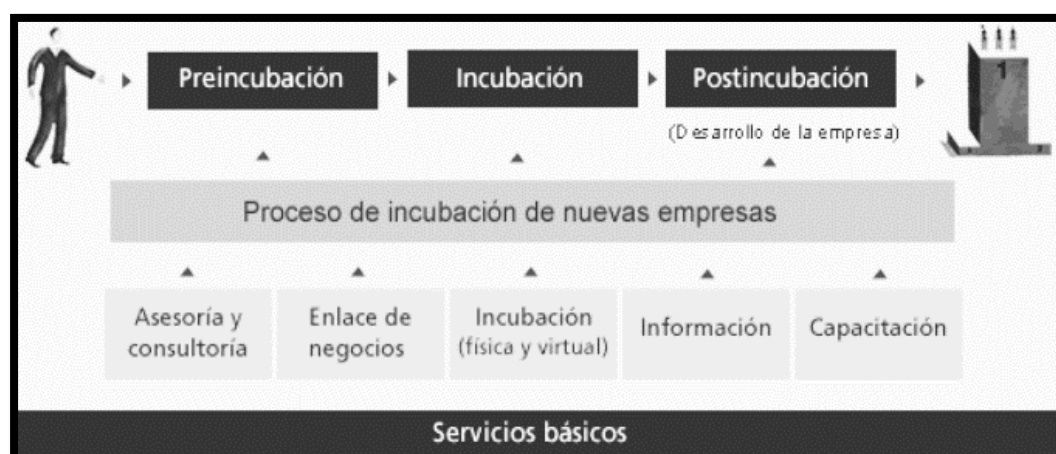 Preincubación
Incubación
Postincubación
(Desarrollo de la empresa)
1
Proceso de incubación de nuevas empresas
Asesoría y
consultoría
Enlace de
negocios
Incubación
(física y virtual)
Información
Capacitación
Servicios básicos